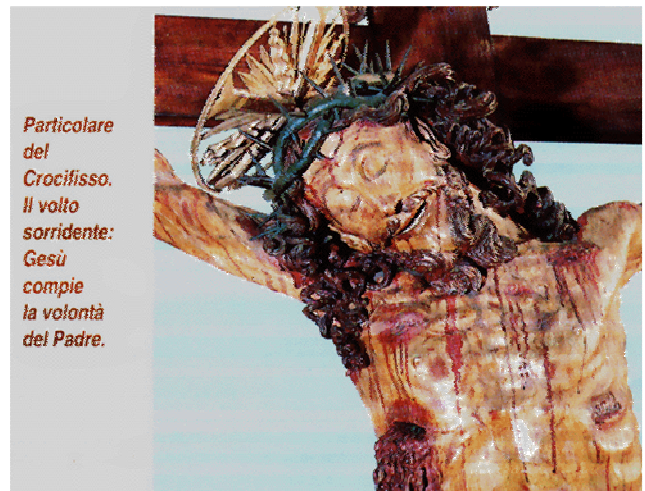 Particolare
del
Crocifisso.
Il volto
sorridente:
Gesù
compie
la volontà
del Padre.